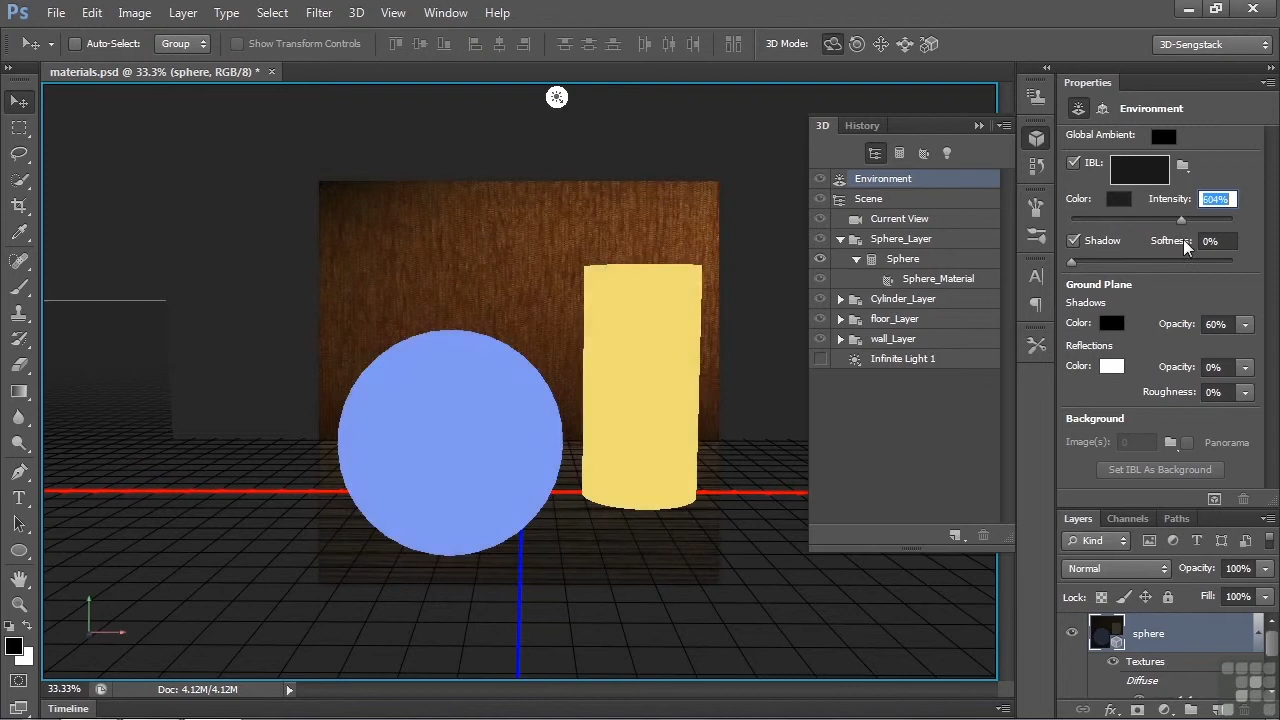 Ps File Edit Image Layer Type Select Filter 3D View Window Help
Auto-Select: Group Show Transform Controls 3D Mode: 3D-Sengstack
materials.psd @ 33.3% (sphere, RGB/8) * ×
Properties
Environment
Global Ambient:
IBL:
Color: Intensity: 604%
Shadow Softness: 0%
Ground Plane
Shadows
Color: Opacity: 60%
Reflections
Color: Opacity: 0%
Roughness: 0%
Background
Image(s): 0 Panorama
Set IBL As Background
3D History
Environment
Scene
Current View
Sphere_Layer
Sphere
Sphere_Material
Cylinder_Layer
floor_Layer
wall_Layer
Infinite Light 1
Layers Channels Paths
Kind
Normal Opacity: 100%
Lock: Fill: 100%
sphere
Textures
Diffuse
33.33% Doc: 4.12M/4.12M
Timeline